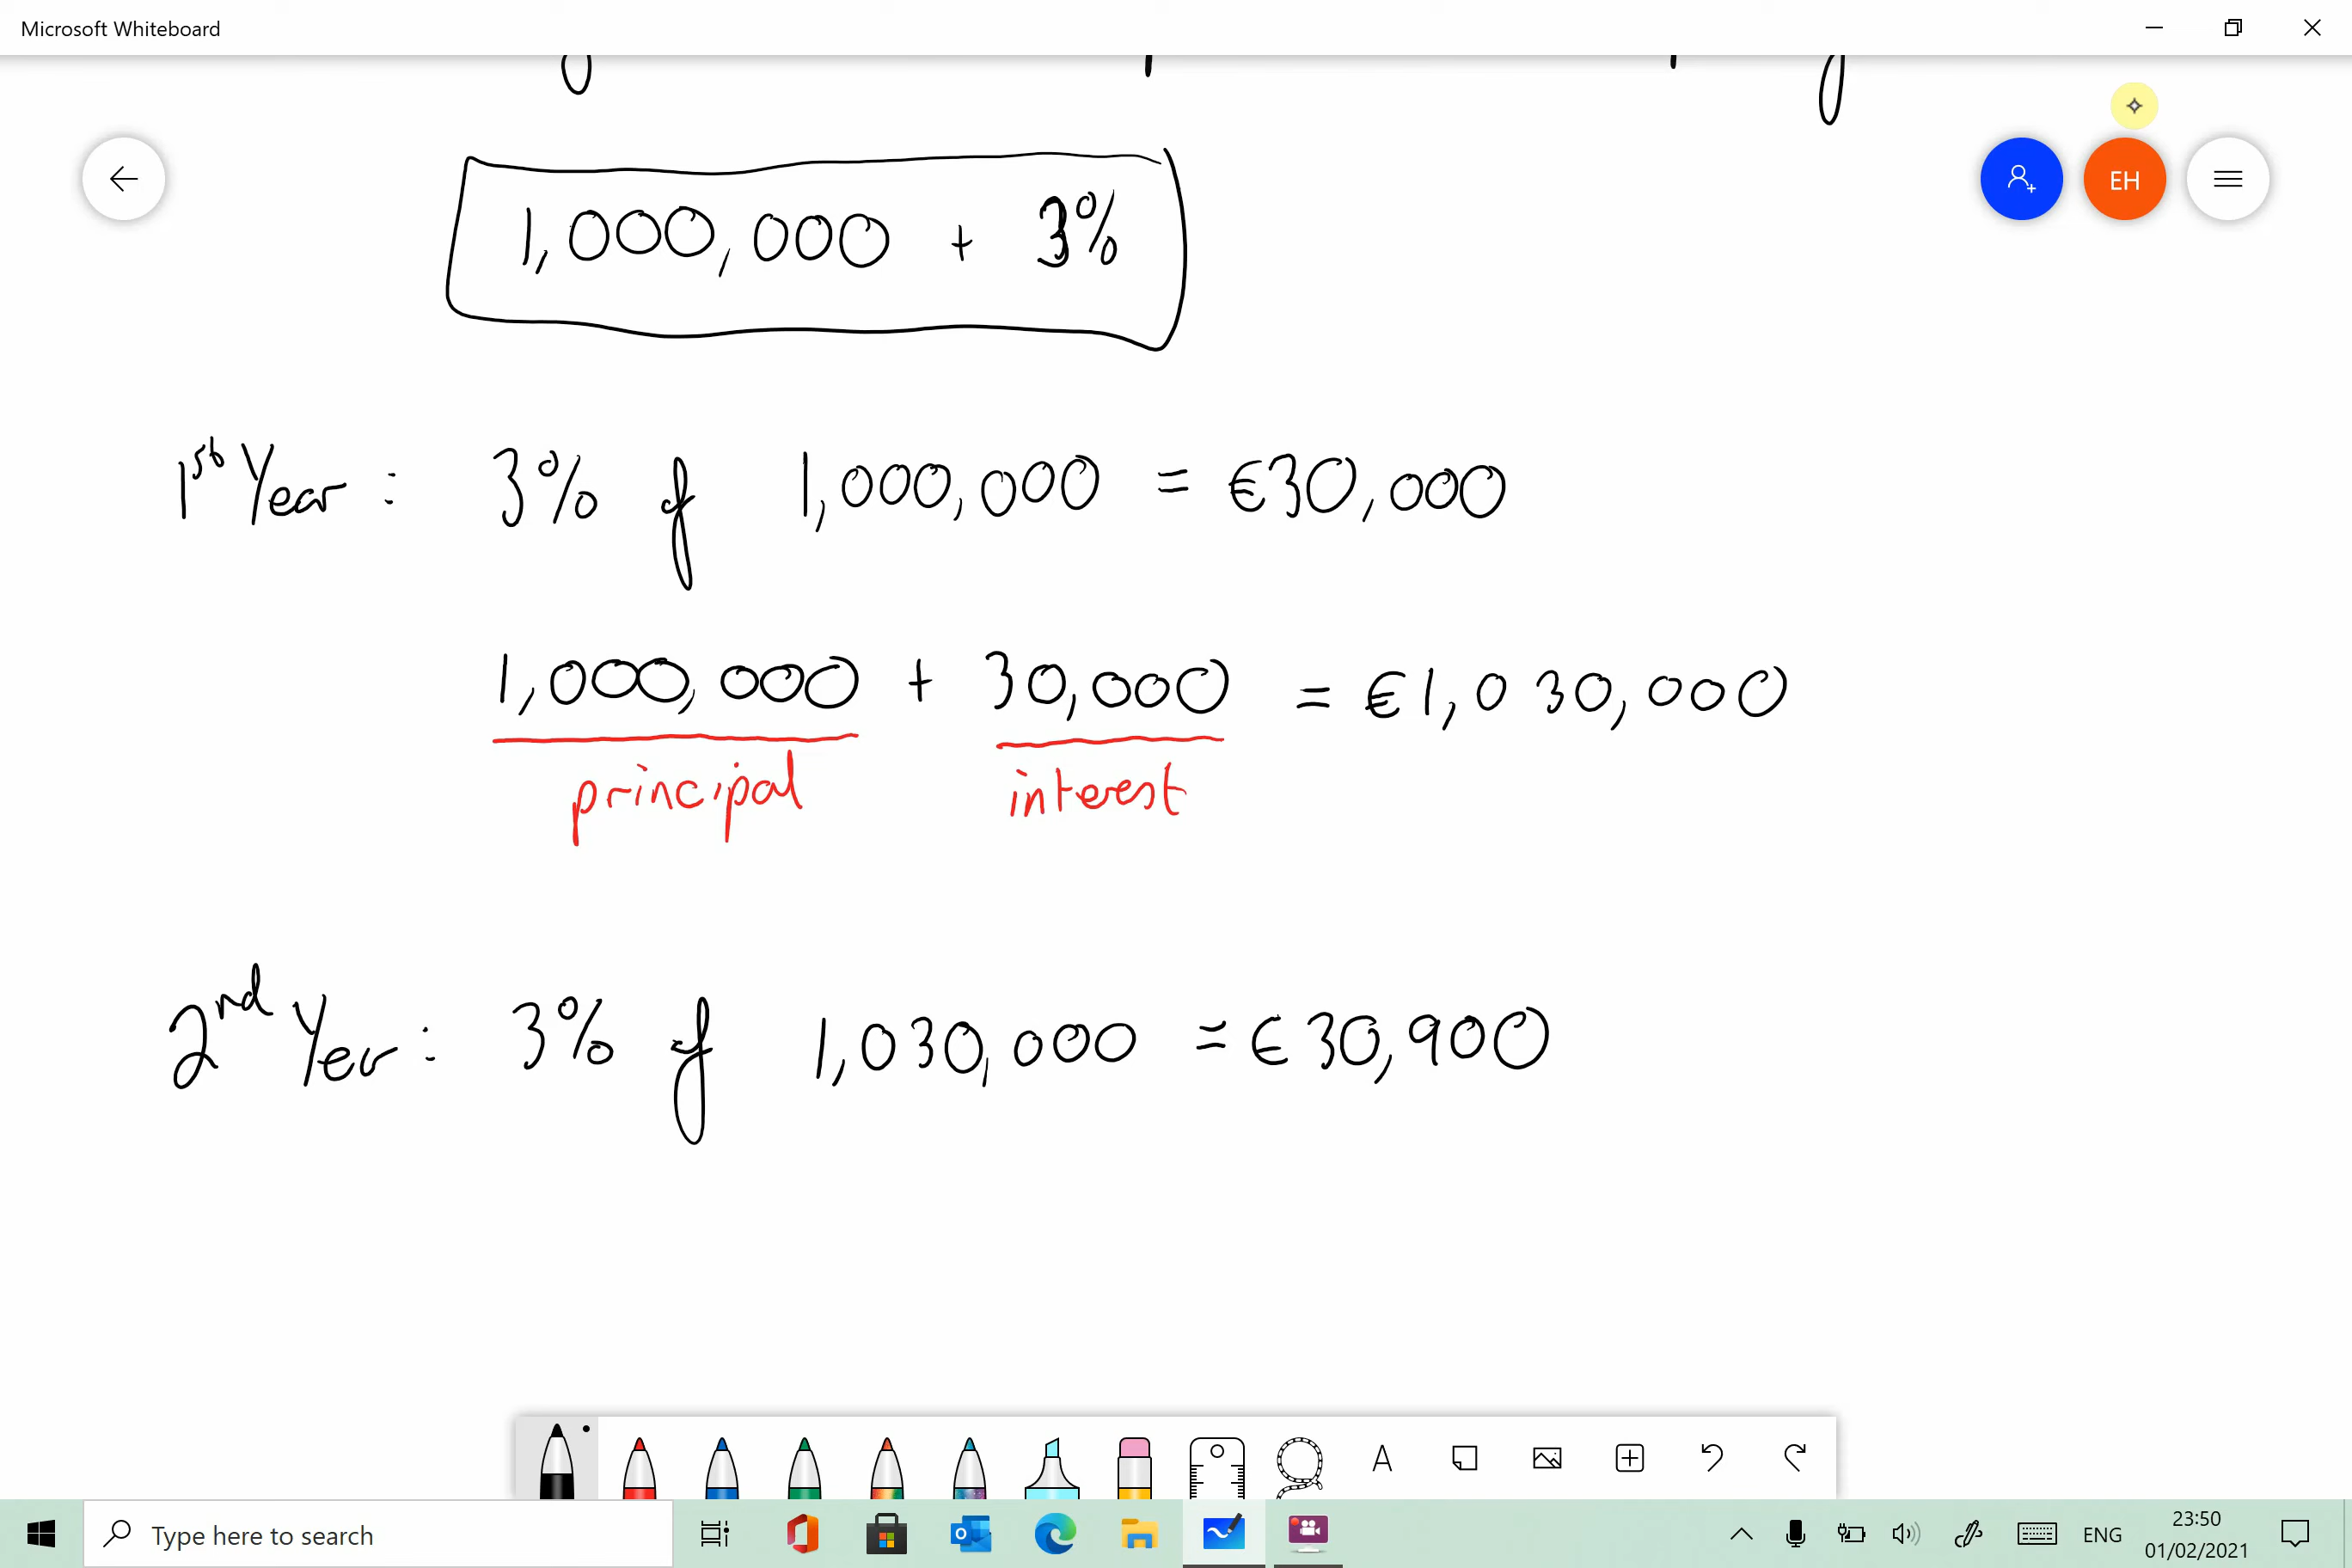 Microsoft Whiteboard
EH
1,000,000 + 3%
1st Year : 3% of 1,000,000 = €30,000
1,000,000 + 30,000 = €1,030,000
principal interest
2nd Year : 3% of 1,030,000 = €30,900
A
Type here to search
ENG
23:50
01/02/2021